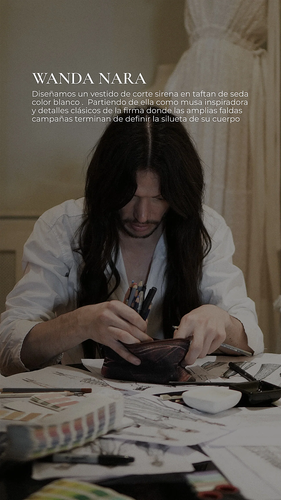 WANDA NARA
Diseñamos un vestido de corte sirena en taftan de seda
color blanco . Partiendo de ella como musa inspiradora
y detalles clásicos de la firma donde las amplias faldas
campañas terminan de definir la silueta de su cuerpo